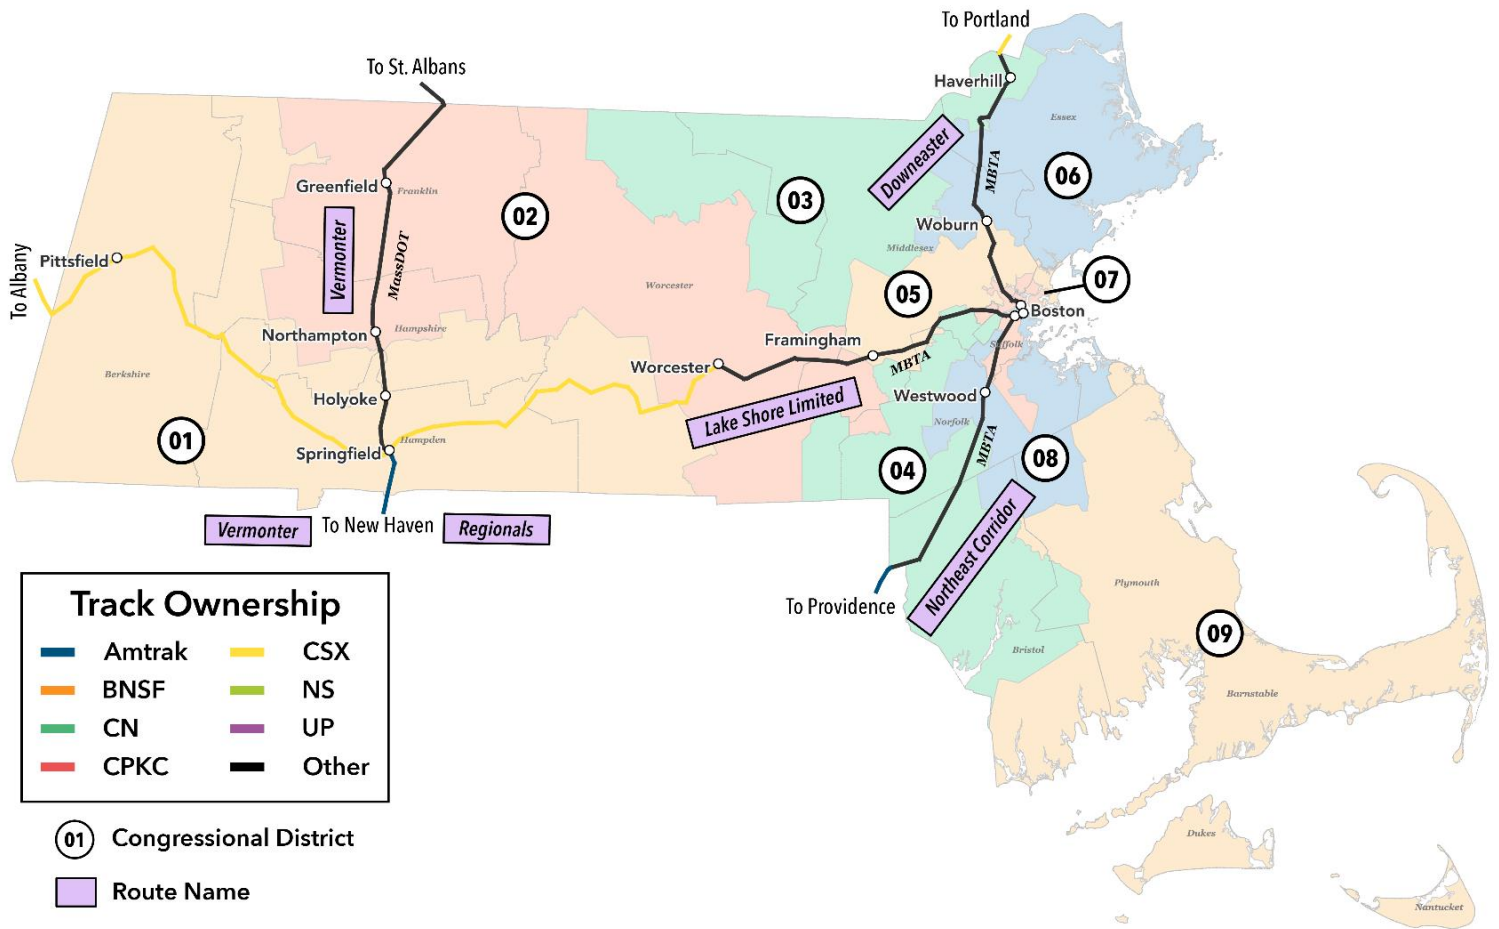 To Portland
To St. Albans
Haverhill
Essex
Downeaster
MBTA
06
Greenfield
Franklin
02
03
Vermonter
MassDOT
Woburn
Middlesex
To Albany
Pittsfield
Worcester
05
07
Boston
Northampton
Hampshire
Framingham
Suffolk
Berkshire
Worcester
MBTA
Holyoke
Lake Shore Limited
Westwood
Norfolk
01
Hampden
Springfield
MBTA
04
08
Vermonter
To New Haven
Regionals
Northeast Corridor
To Providence
Plymouth
09
Bristol
Barnstable
Dukes
Nantucket
Track Ownership
Amtrak
CSX
BNSF
NS
CN
UP
CPKC
Other
01 Congressional District
Route Name